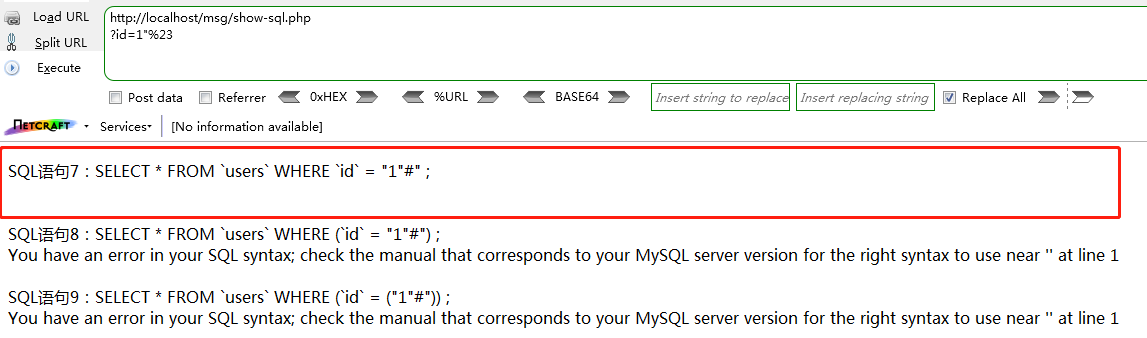 Load URL
http://localhost/msg/show-sql.php
Split URL
?id=1"%23
Execute
Post data Referrer 0xHEX %URL BASE64 Insert string to replace Insert replacing string Replace All
NETCRAFT Services [No information available]
SQL语句7：SELECT * FROM `users` WHERE `id` = "1"#" ;
SQL语句8：SELECT * FROM `users` WHERE (`id` = "1"#") ;
You have an error in your SQL syntax; check the manual that corresponds to your MySQL server version for the right syntax to use near '' at line 1
SQL语句9：SELECT * FROM `users` WHERE (`id` = ("1"#")) ;
You have an error in your SQL syntax; check the manual that corresponds to your MySQL server version for the right syntax to use near '' at line 1